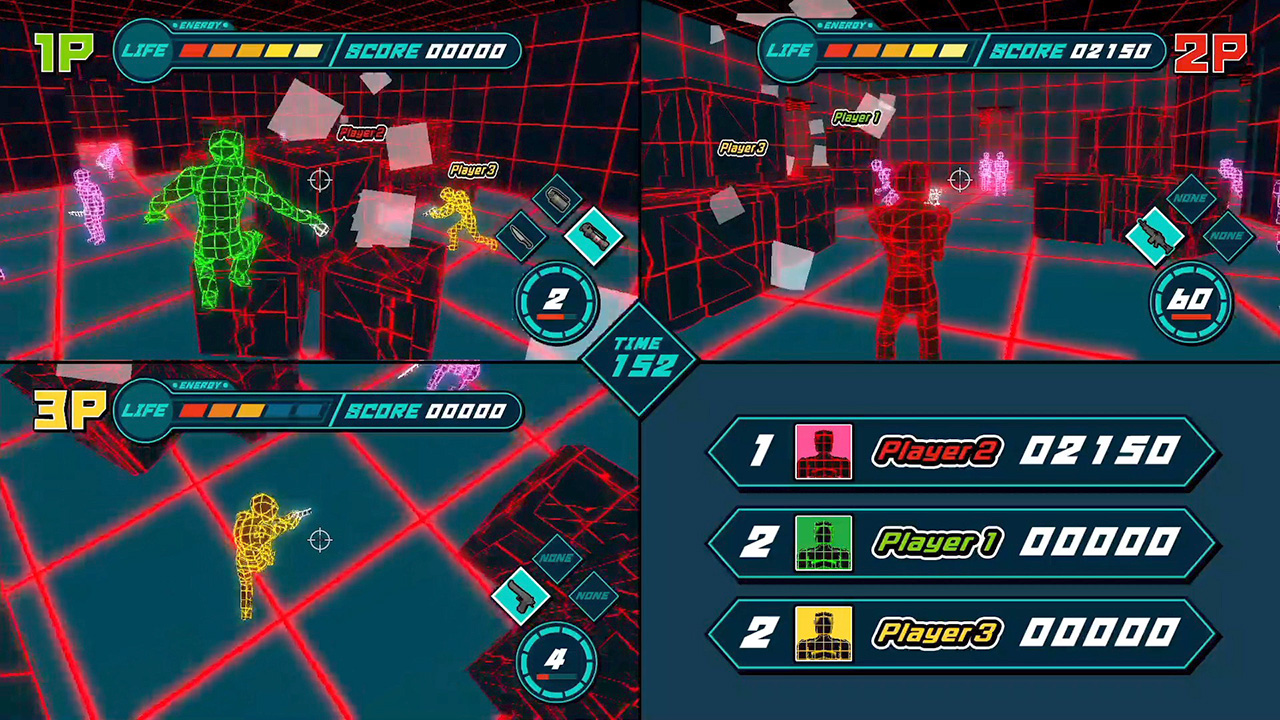 1P
ENERGY
LIFE
SCORE 00000
Player2
Player3
2
ENERGY
LIFE
SCORE 02150
2P
Player1
Player3
NONE
NONE
60
TIME
152
3P
ENERGY
LIFE
SCORE 00000
NONE
NONE
4
1 Player2 02150
2 Player1 00000
2 Player3 00000